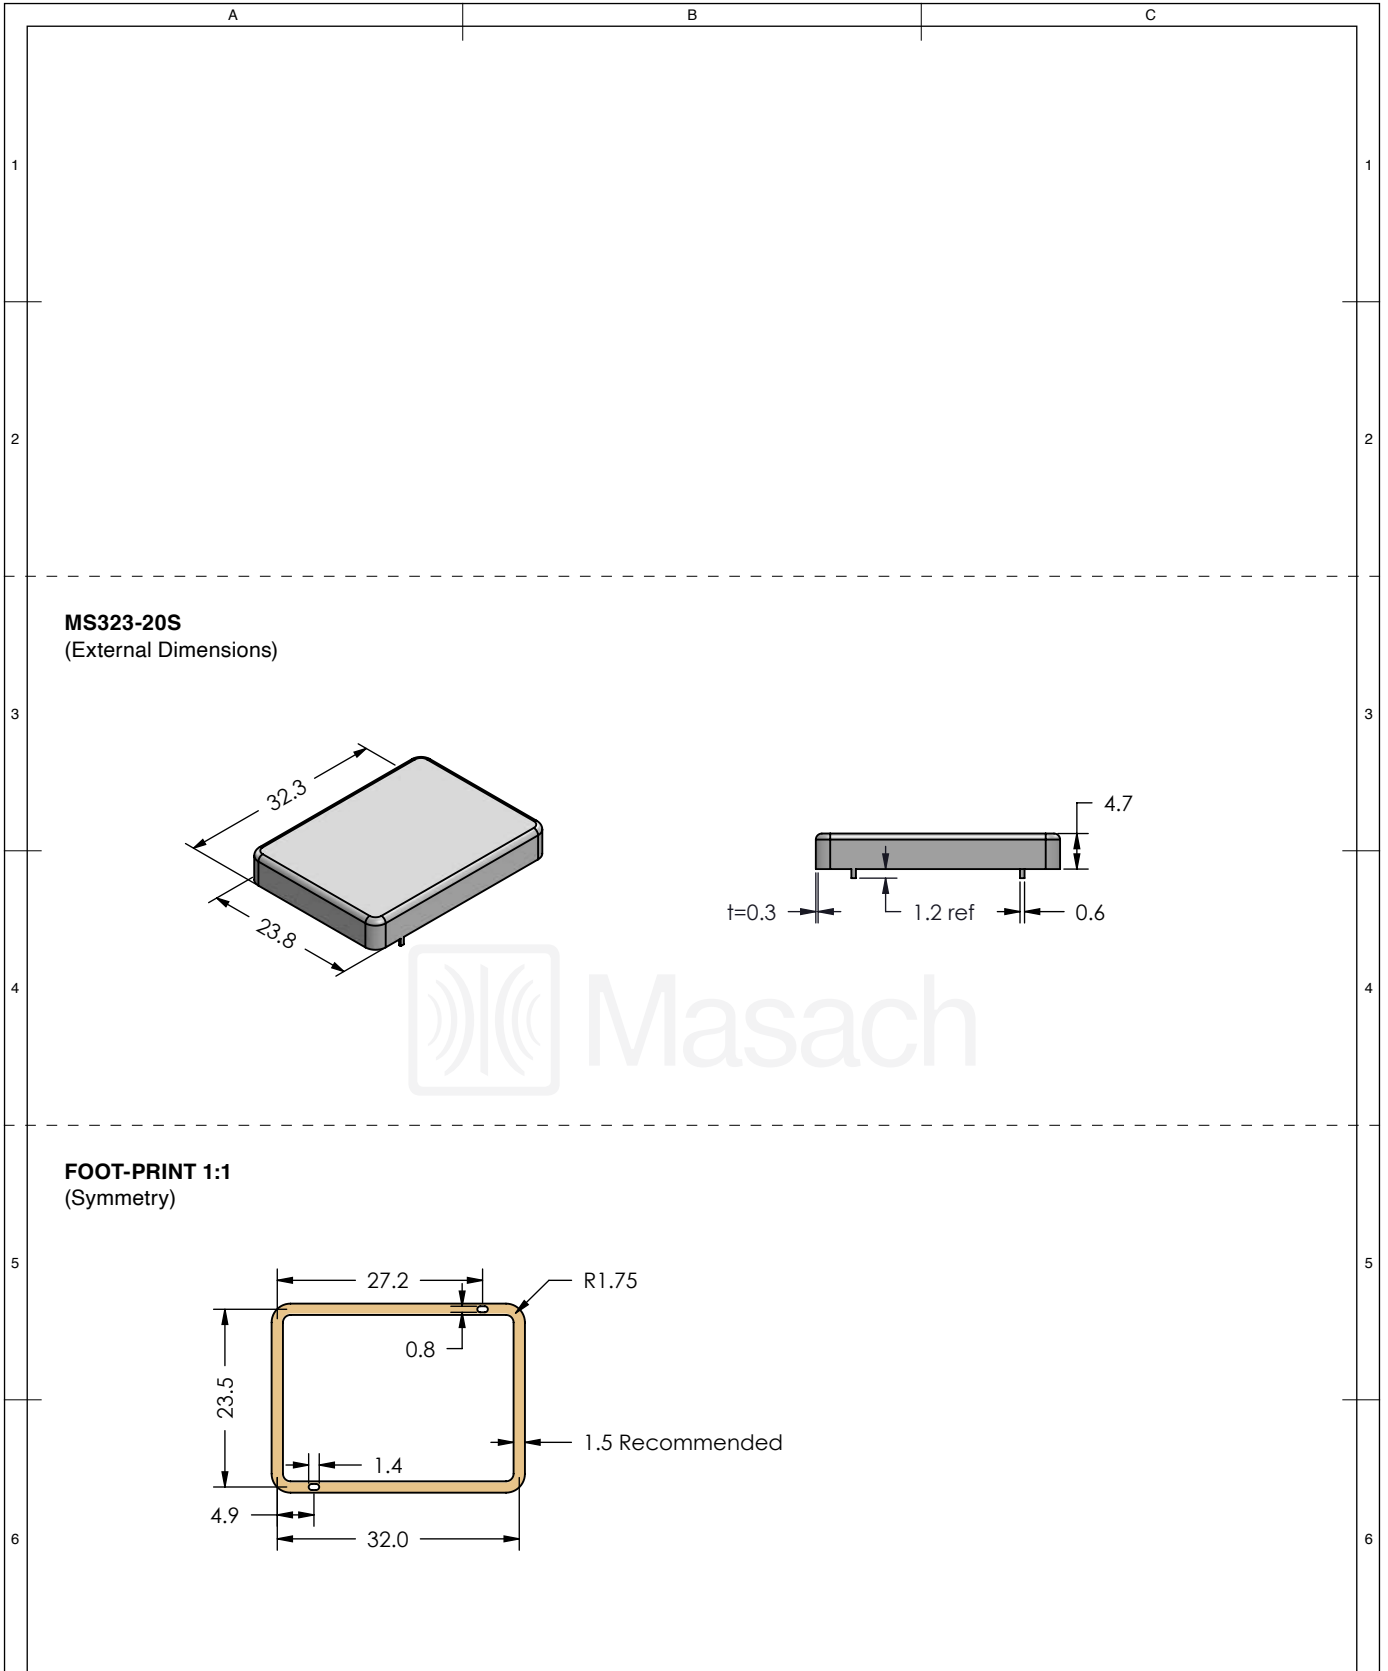 A B C
1 1
2 2
MS323-20S
(External Dimensions)
3 3
32.3
4.7
23.8
t=0.3 1.2 ref 0.6
Masach
4 4
FOOT-PRINT 1:1
(Symmetry)
5 5
27.2 R1.75
0.8
23.5
1.5 Recommended
1.4
4.9
32.0
6 6